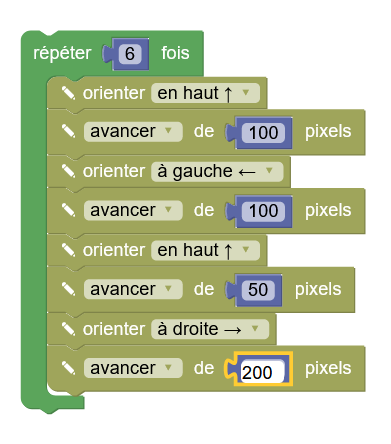 répéter 6 fois
orienter en haut ↑
avancer de 100 pixels
orienter à gauche ←
avancer de 100 pixels
orienter en haut ↑
avancer de 50 pixels
orienter à droite →
avancer de 200 pixels